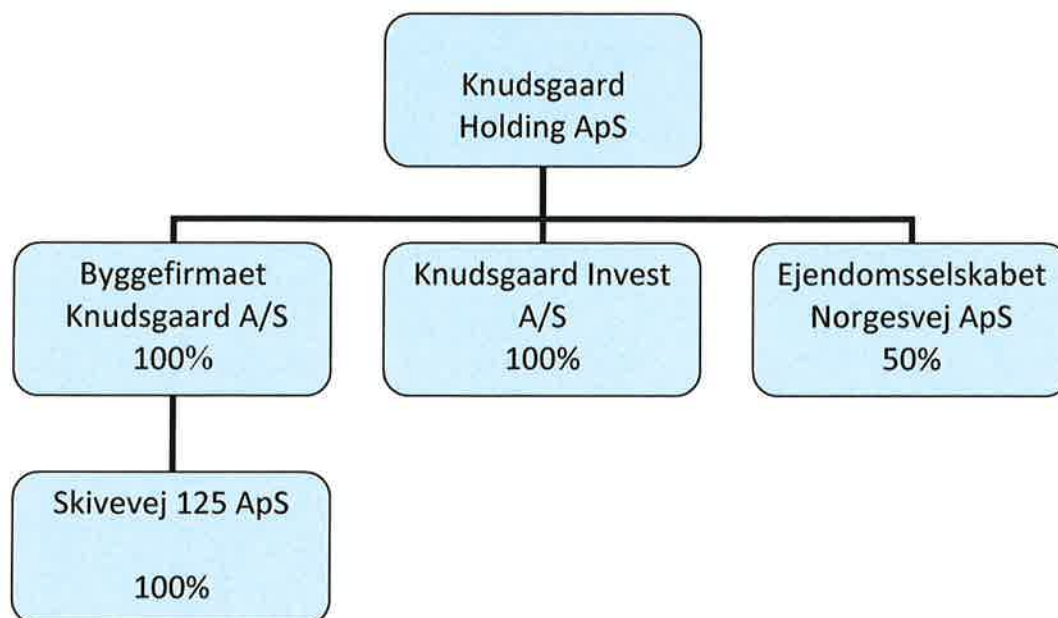 Knudsgaard
Holding ApS
Byggefirmaet
Knudsgaard A/S
100%
Knudsgaard Invest
A/S
100%
Ejendomsselskabet
Norgesvej ApS
50%
Skivevej 125 ApS
100%